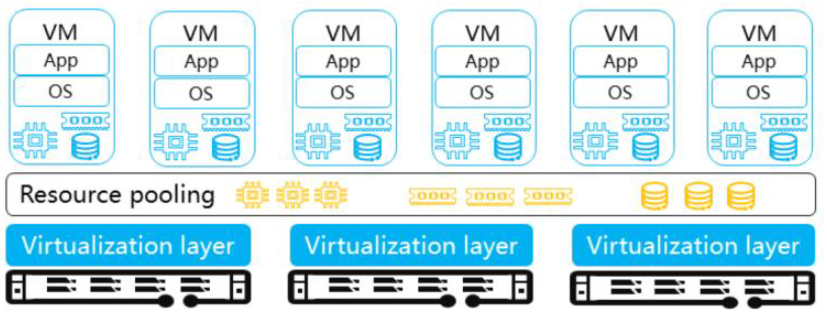 VM VM VM VM VM VM
App App App App App App
OS OS OS OS OS OS
Resource pooling
Virtualization layer Virtualization layer Virtualization layer